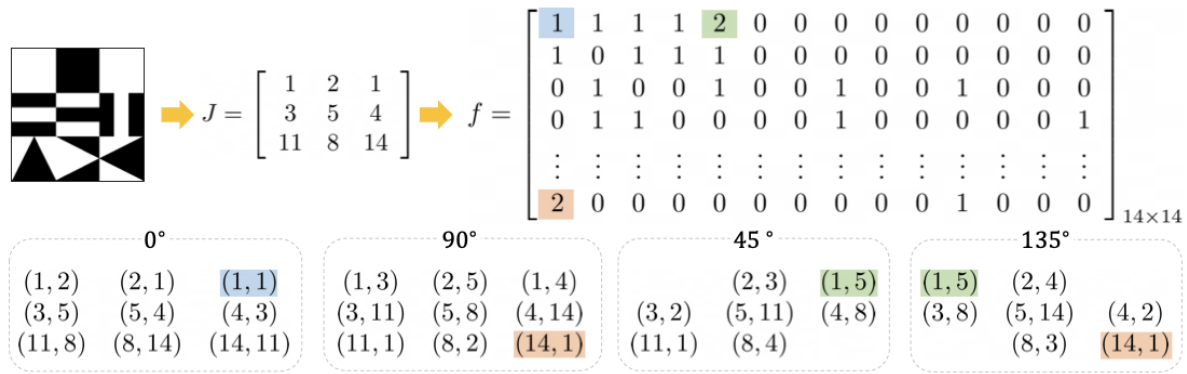 J = [ 1 2 1
3 5 4
11 8 14 ]
f = [ 1 1 1 1 2 0 0 0 0 0 0 0 0 0
1 0 1 1 1 0 0 0 0 0 0 0 0 0
0 1 0 0 1 0 0 1 0 0 1 0 0 0
0 1 1 0 0 0 0 1 0 0 0 0 0 1
⋮ ⋮ ⋮ ⋮ ⋮ ⋮ ⋮ ⋮ ⋮ ⋮ ⋮ ⋮ ⋮ ⋮
2 0 0 0 0 0 0 0 0 0 1 0 0 0 ] 14×14
0°
(1, 2) (2, 1) (1, 1)
(3, 5) (5, 4) (4, 3)
(11, 8) (8, 14) (14, 11)
90°
(1, 3) (2, 5) (1, 4)
(3, 11) (5, 8) (4, 14)
(11, 1) (8, 2) (14, 1)
45°
(2, 3) (1, 5)
(3, 2) (5, 11) (4, 8)
(11, 1) (8, 4)
135°
(1, 5) (2, 4)
(3, 8) (5, 14) (4, 2)
(8, 3) (14, 1)